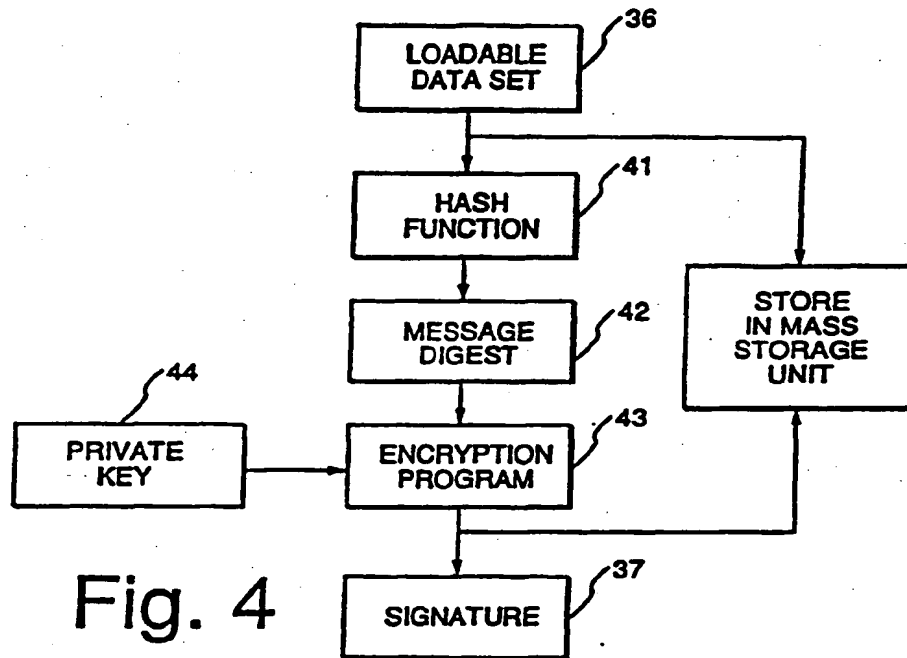 36
LOADABLE
DATA SET
41
HASH
FUNCTION
42
MESSAGE
DIGEST
STORE
IN MASS
STORAGE
UNIT
44
PRIVATE
KEY
43
ENCRYPTION
PROGRAM
37
SIGNATURE
Fig. 4